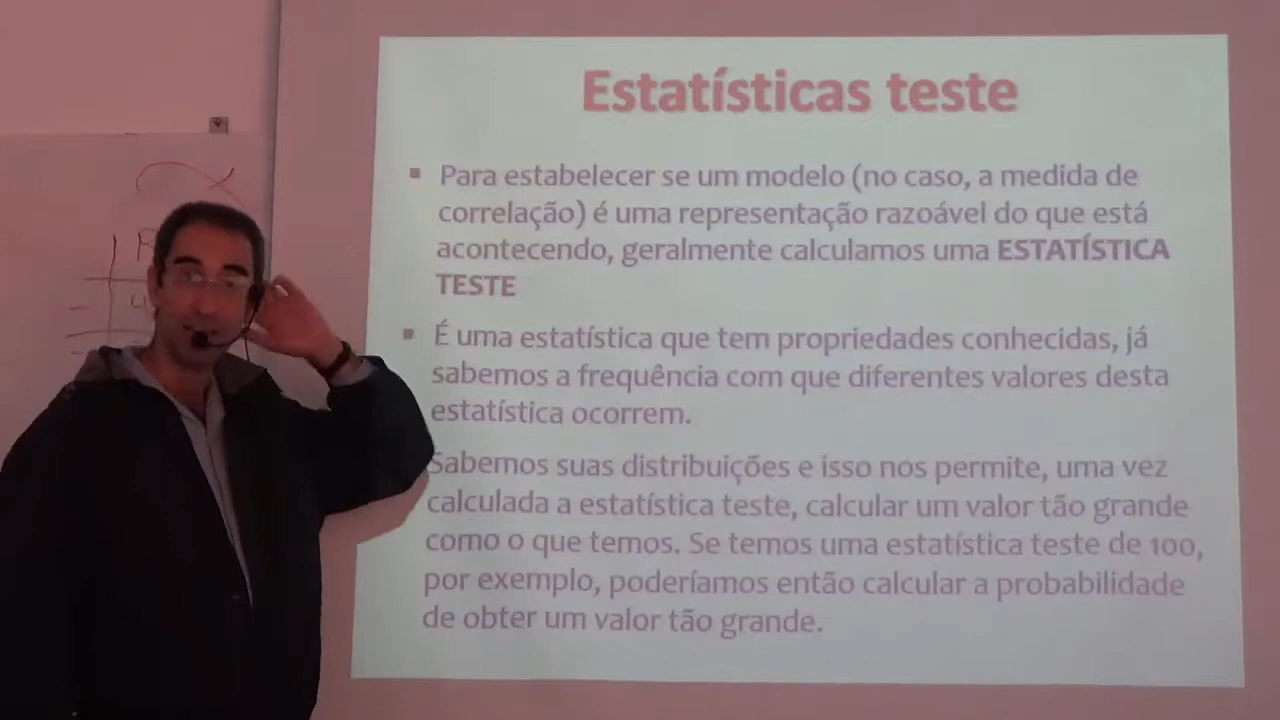 Estatísticas teste
▪ Para estabelecer se um modelo (no caso, a medida de
correlação) é uma representação razoável do que está
acontecendo, geralmente calculamos uma ESTATÍSTICA
TESTE
▪ É uma estatística que tem propriedades conhecidas, já
sabemos a frequência com que diferentes valores desta
estatística ocorrem.
Sabemos suas distribuições e isso nos permite, uma vez
calculada a estatística teste, calcular um valor tão grande
como o que temos. Se temos uma estatística teste de 100,
por exemplo, poderíamos então calcular a probabilidade
de obter um valor tão grande.